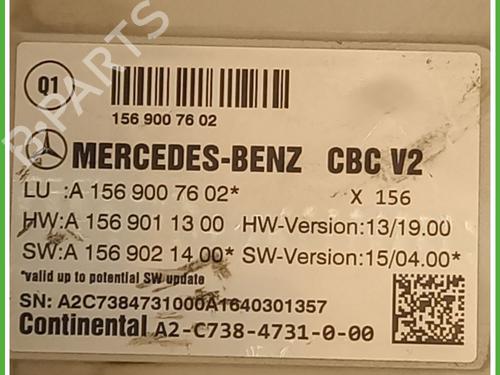 Q1
156 900 76 02
MERCEDES-BENZ CBC V2
LU :A 156 900 76 02* X 156
HW:A 156 901 13 00 HW-Version:13/19.00
SW:A 156 902 14 00* SW-Version:15/04.00*
*valid up to potential SW update
SN: A2C7384731000A1640301357
Continental A2-C738-4731-0-00